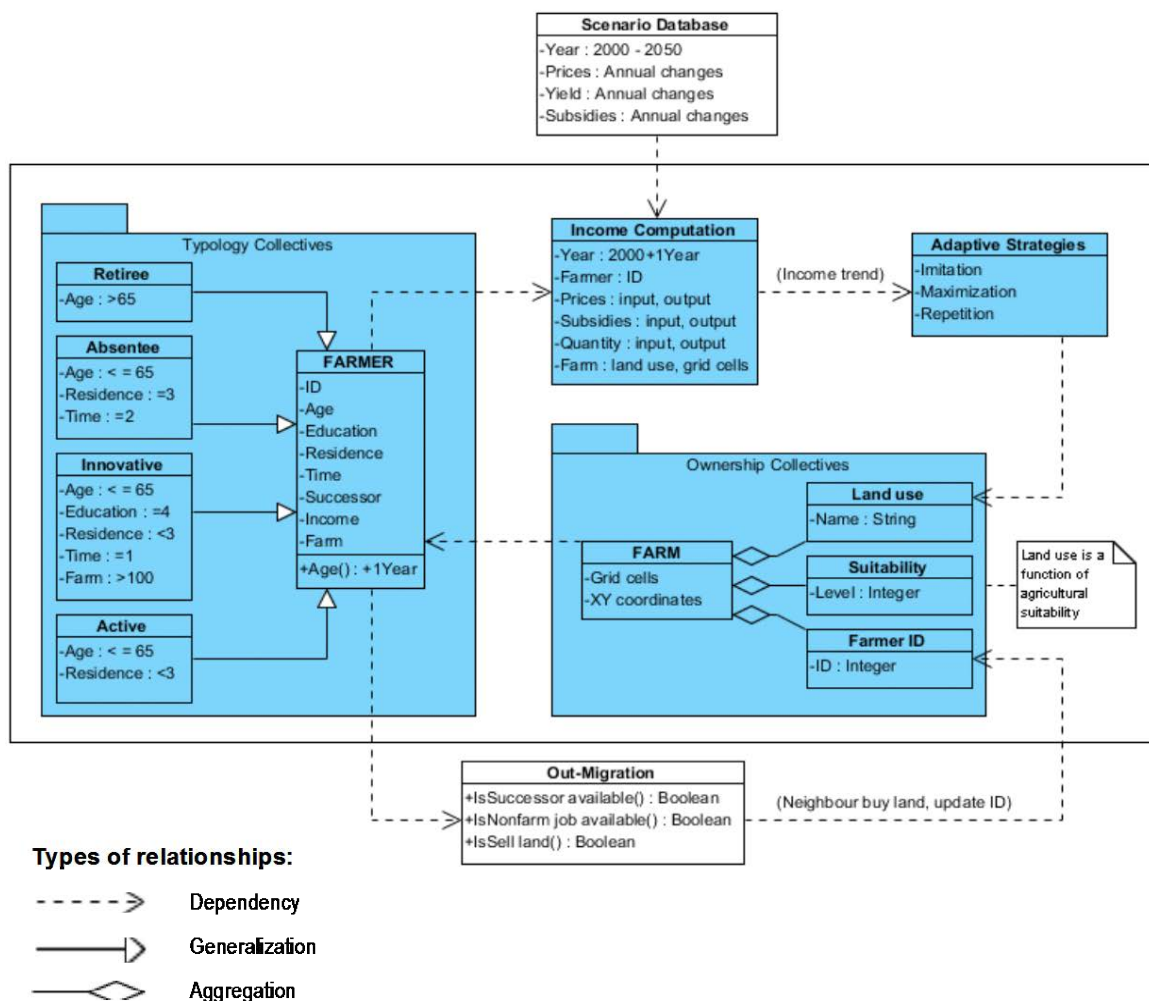 Scenario Database
-Year : 2000 - 2050
-Prices : Annual changes
-Yield : Annual changes
-Subsidies : Annual changes
Typology Collectives
Retiree
-Age : >65
Absentee
-Age : < = 65
-Residence : =3
-Time : =2
Innovative
-Age : < = 65
-Education : =4
-Residence : <3
-Time : =1
-Farm : >100
Active
-Age : < = 65
-Residence : <3
FARMER
-ID
-Age
-Education
-Residence
-Time
-Successor
-Income
-Farm
+Age() : +1Year
Income Computation
-Year : 2000+1Year
-Farmer : ID
-Prices : input, output
-Subsidies : input, output
-Quantity : input, output
-Farm : land use, grid cells
(Income trend)
Adaptive Strategies
-Imitation
-Maximization
-Repetition
Ownership Collectives
FARM
-Grid cells
-XY coordinates
Land use
-Name : String
Suitability
-Level : Integer
Farmer ID
-ID : Integer
Land use is a
function of
agricultural
suitability
Out-Migration
+IsSuccessor available() : Boolean
+IsNonfarm job available() : Boolean
+IsSell land() : Boolean
(Neighbour buy land, update ID)
Types of relationships:
Dependency
Generalization
Aggregation